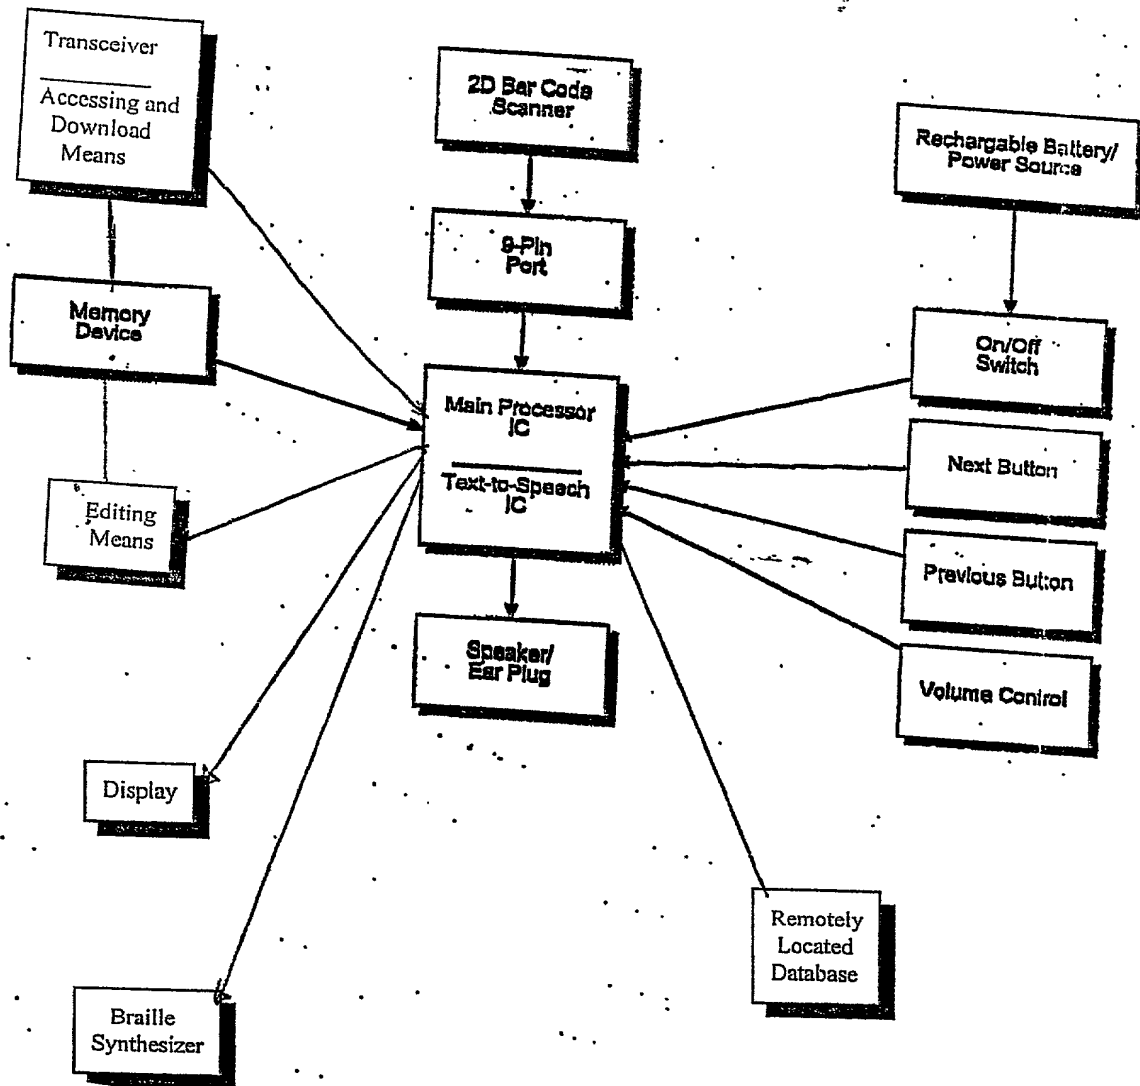 Transceiver
Accessing and
Download
Means
2D Bar Code
Scanner
Rechargable Battery/
Power Source
9-Pin
Port
Memory
Device
On/Off
Switch
Main Processor
IC
Text-to-Speech
IC
Next Button
Editing
Means
Previous Button
Speaker/
Ear Plug
Volume Control
Display
Remotely
Located
Database
Braille
Synthesizer